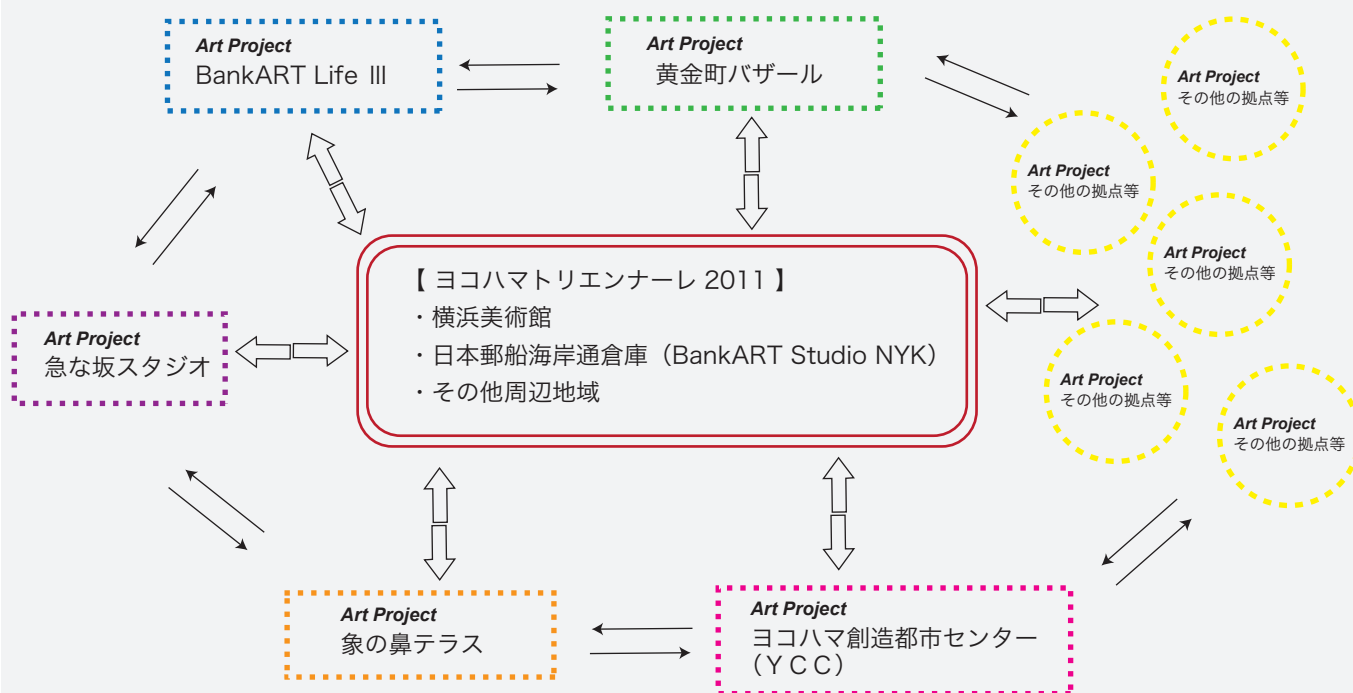 Art Project
BankART Life Ⅲ
Art Project
黄金町バザール
Art Project
その他の拠点等
Art Project
その他の拠点等
Art Project
その他の拠点等
Art Project
その他の拠点等
Art Project
その他の拠点等
【 ヨコハマトリエンナーレ 2011 】
・横浜美術館
・日本郵船海岸通倉庫（BankART Studio NYK）
・その他周辺地域
Art Project
急な坂スタジオ
Art Project
象の鼻テラス
Art Project
ヨコハマ創造都市センター
（ＹＣＣ）